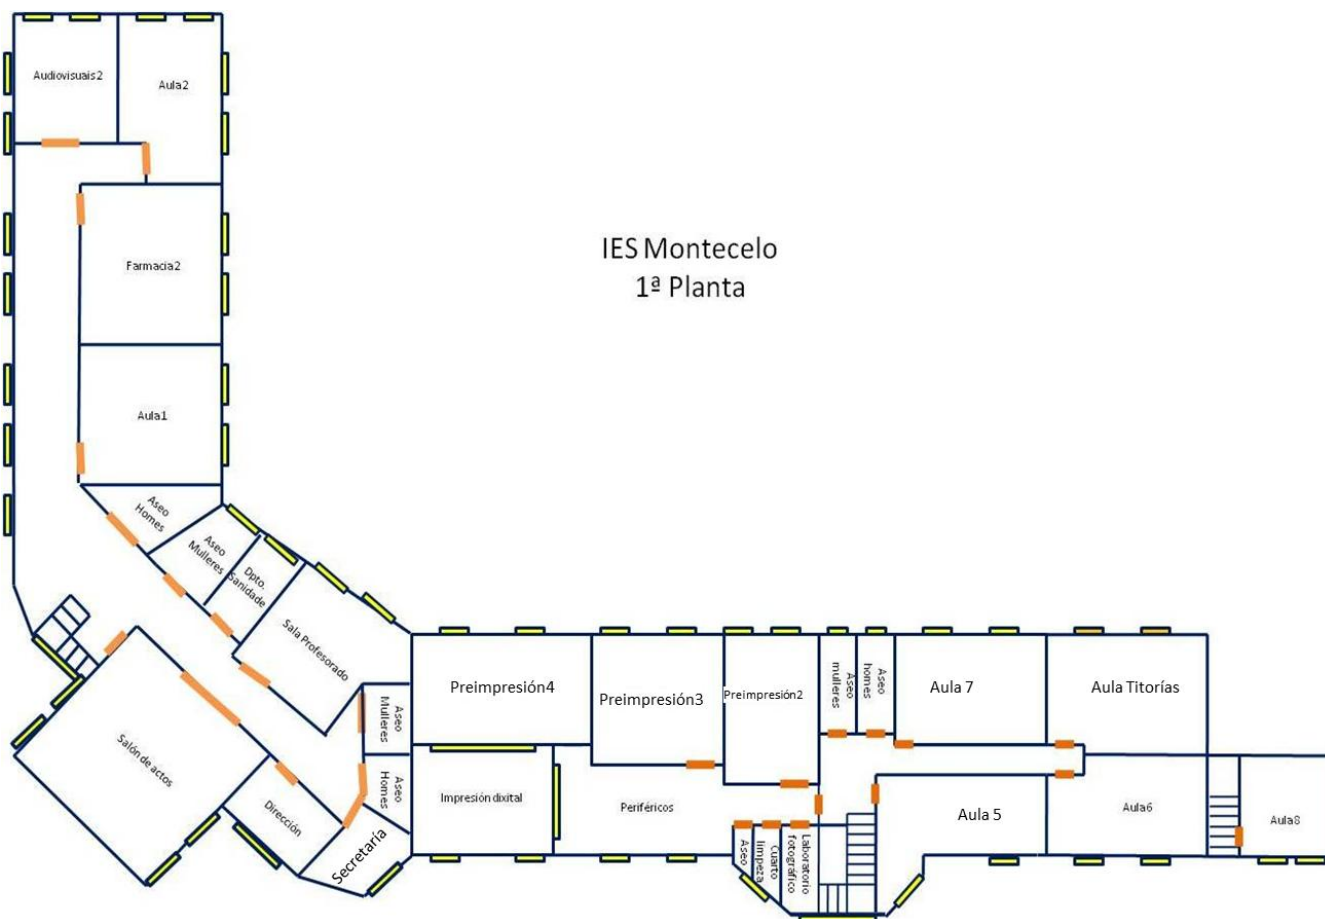 Audiovisuais2
Aula2
IES Montecelo
1ª Planta
Farmacia2
Aula1
Aseo
Homes
Aseo
Mulleres
Dpto.
Sanidade
Sala Profesorado
Salón de actos
Dirección
Secretaría
Aseo
Mulleres
Aseo
Homes
Preimpresión4
Preimpresión3
Preimpresión2
Aseo
mulleres
Aseo
homes
Aula 7
Aula Titorías
Impresión dixital
Periféricos
Aseo
Cuarto
limpeza
Laboratorio
fotográfico
Aula 5
Aula6
Aula8